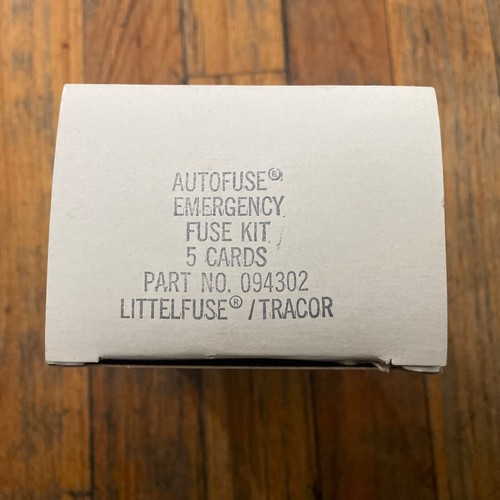 AUTOFUSE®
EMERGENCY
FUSE KIT
5 CARDS
PART NO. 094302
LITTELFUSE®/TRACOR